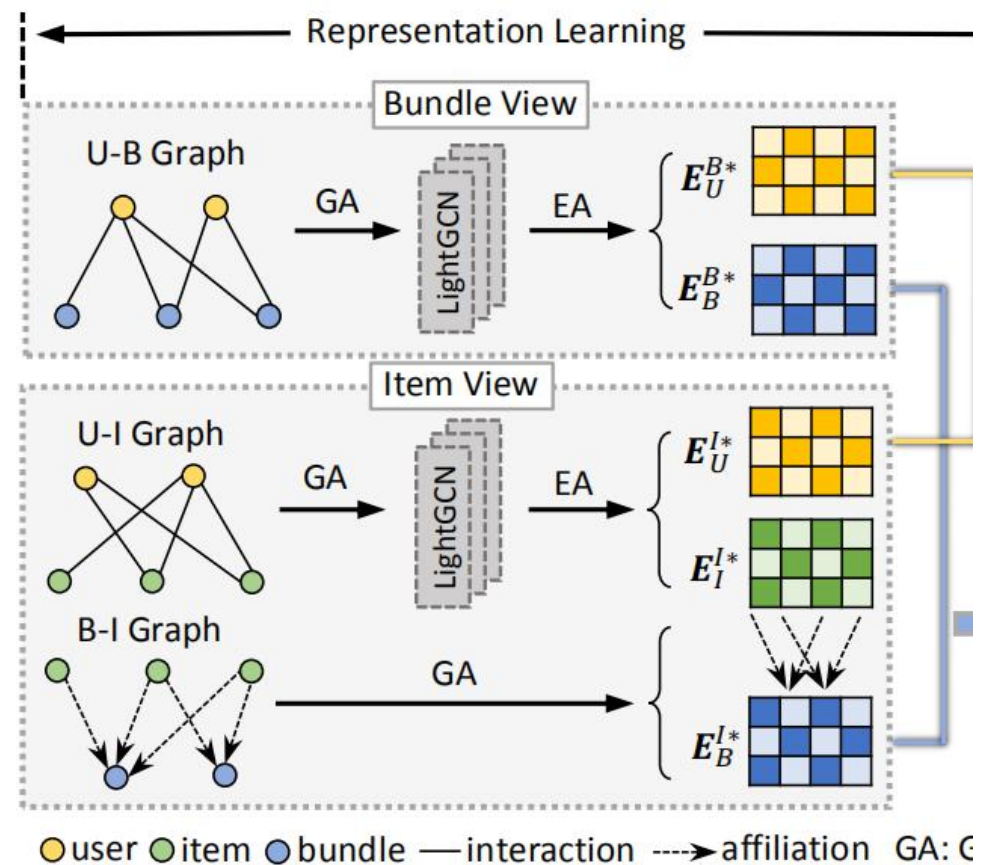 Representation Learning
Bundle View
U-B Graph
GA
LightGCN
EA
E_U^{B*}
E_B^{B*}
Item View
U-I Graph
GA
LightGCN
EA
E_U^{I*}
E_I^{I*}
B-I Graph
GA
E_B^{I*}
user item bundle interaction affiliation GA: